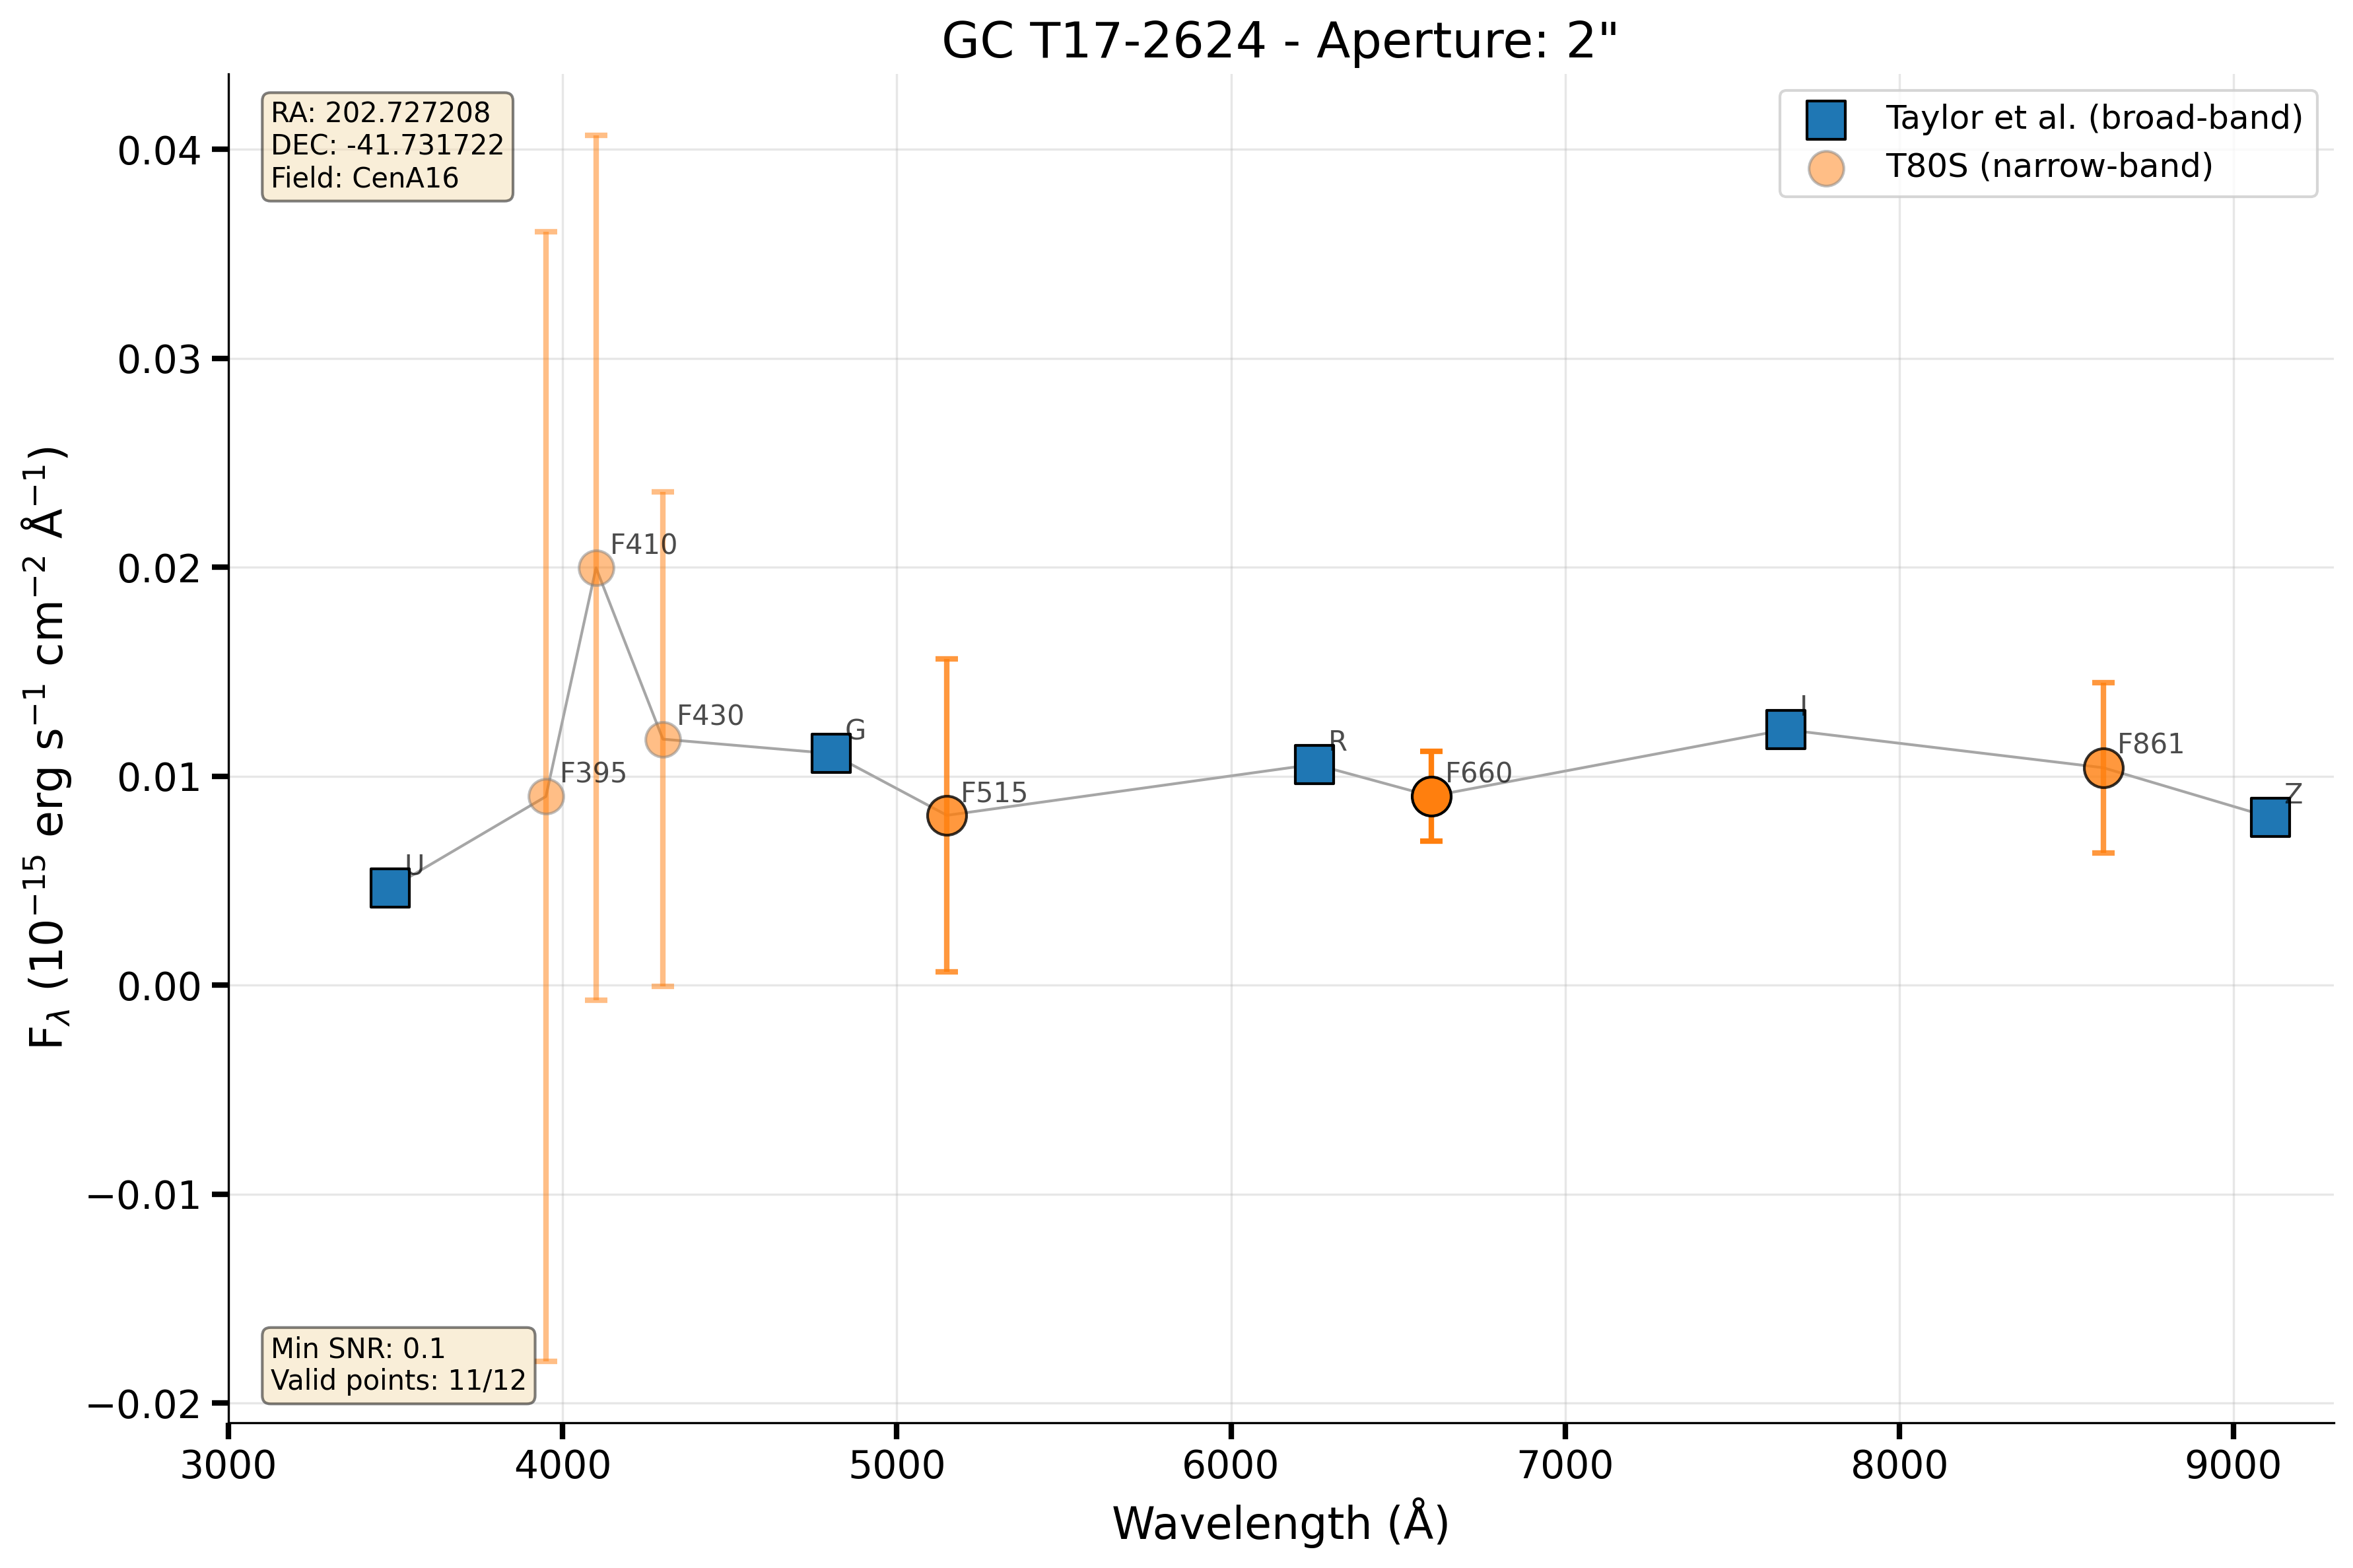 GC T17-2624 - Aperture: 2"
RA: 202.727208
DEC: -41.731722
Field: CenA16
Taylor et al. (broad-band)
T80S (narrow-band)
0.04
0.03
0.02
0.01
0.00
−0.01
−0.02
F_λ (10⁻¹⁵ erg s⁻¹ cm⁻² Å⁻¹)
U
F395
F410
F430
G
F515
R
F660
I
F861
Z
Min SNR: 0.1
Valid points: 11/12
3000 4000 5000 6000 7000 8000 9000
Wavelength (Å)